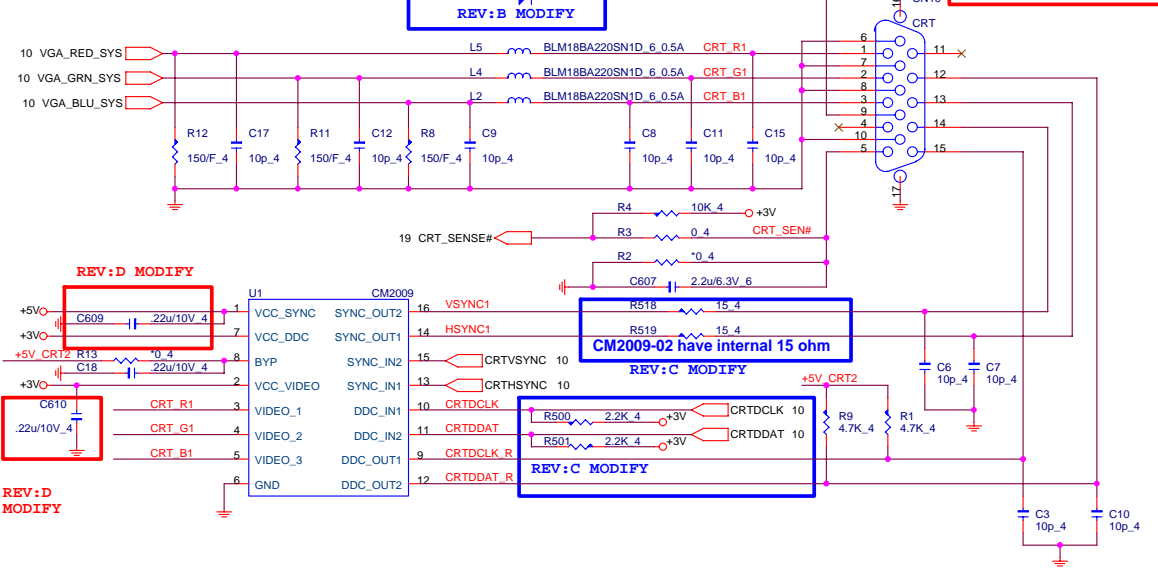 REV:B MODIFY
CRT
16
10 VGA_RED_SYS
10 VGA_GRN_SYS
10 VGA_BLU_SYS
L5 BLM18BA220SN1D_6_0.5A CRT_R1
L4 BLM18BA220SN1D_6_0.5A CRT_G1
L2 BLM18BA220SN1D_6_0.5A CRT_B1
6
1
7
2
8
3
9
4
10
5
11
12
13
14
15
17
R12
150/F_4
C17
10p_4
R11
150/F_4
C12
10p_4
R8
150/F_4
C9
10p_4
C8
10p_4
C11
10p_4
C15
10p_4
R4 10K_4 +3V
19 CRT_SENSE# R3 0_4 CRT_SEN#
R2 *0_4
C607 2.2u/6.3V_6
REV:D MODIFY
U1 CM2009
+5V
C609 .22u/10V_4
+3V
+5V_CRT2 R13 *0_4
C18 .22u/10V_4
+3V
C610
.22u/10V_4
CRT_R1
CRT_G1
CRT_B1
REV:D
MODIFY
1 VCC_SYNC SYNC_OUT2 16 VSYNC1
7 VCC_DDC SYNC_OUT1 14 HSYNC1
8 BYP SYNC_IN2 15 CRTVSYNC 10
2 VCC_VIDEO SYNC_IN1 13 CRTHSYNC 10
3 VIDEO_1 DDC_IN1 10 CRTDCLK
4 VIDEO_2 DDC_IN2 11 CRTDDAT
5 VIDEO_3 DDC_OUT1 9 CRTDCLK_R
6 GND DDC_OUT2 12 CRTDDAT_R
R518 15_4
R519 15_4
CM2009-02 have internal 15 ohm
REV:C MODIFY
CRTDCLK 10
R500 2.2K_4 +3V
CRTDDAT 10
R501 2.2K_4 +3V
REV:C MODIFY
+5V_CRT2
R9
4.7K_4
R1
4.7K_4
C6
10p_4
C7
10p_4
C3
10p_4
C10
10p_4